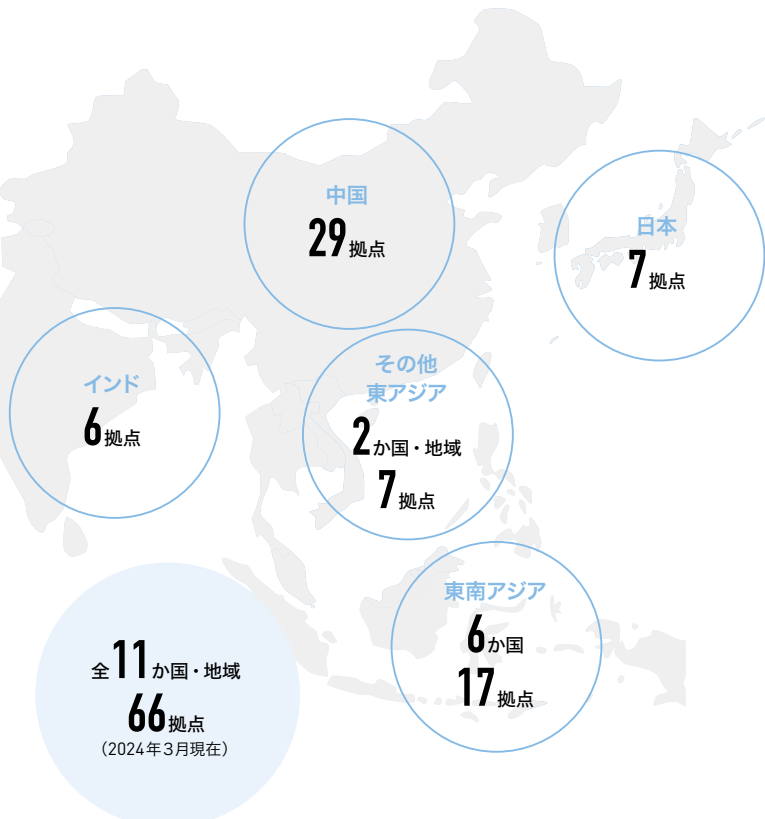 中国
29拠点
日本
7拠点
インド
6拠点
その他
東アジア
2か国・地域
7拠点
東南アジア
6か国
17拠点
全11か国・地域
66拠点
（2024年3月現在）